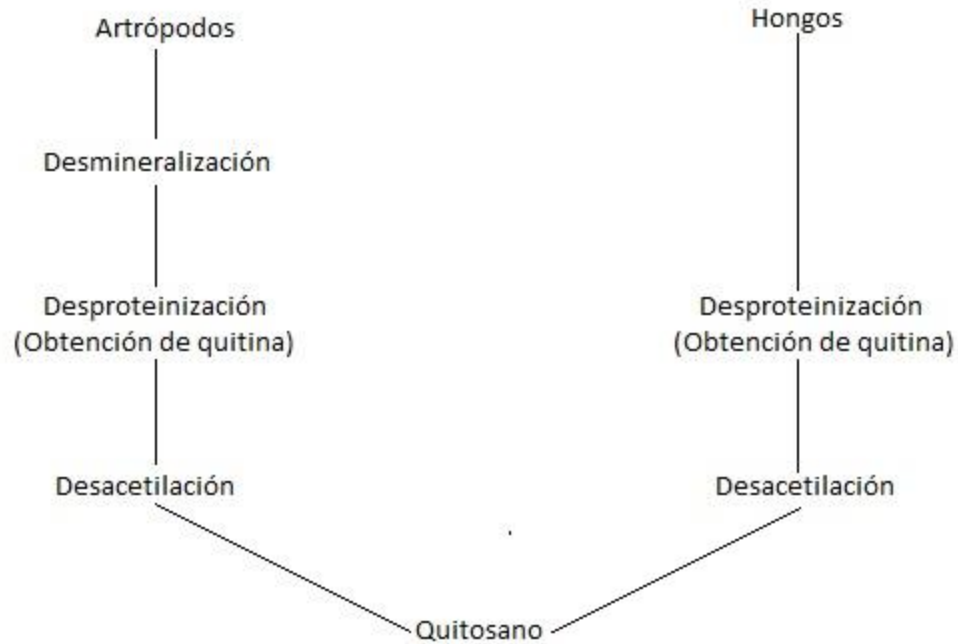 Artrópodos
Hongos
Desmineralización
Desproteinización
(Obtención de quitina)
Desproteinización
(Obtención de quitina)
Desacetilación
Desacetilación
Quitosano